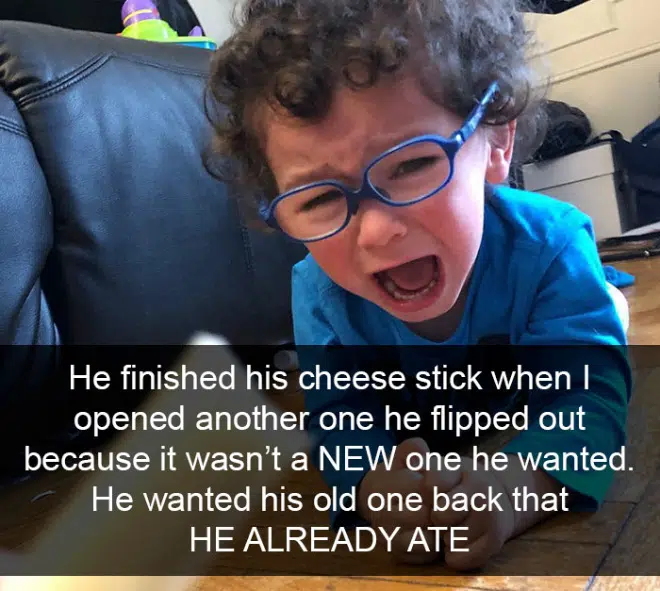 He finished his cheese stick when I
opened another one he flipped out
because it wasn’t a NEW one he wanted.
He wanted his old one back that
HE ALREADY ATE